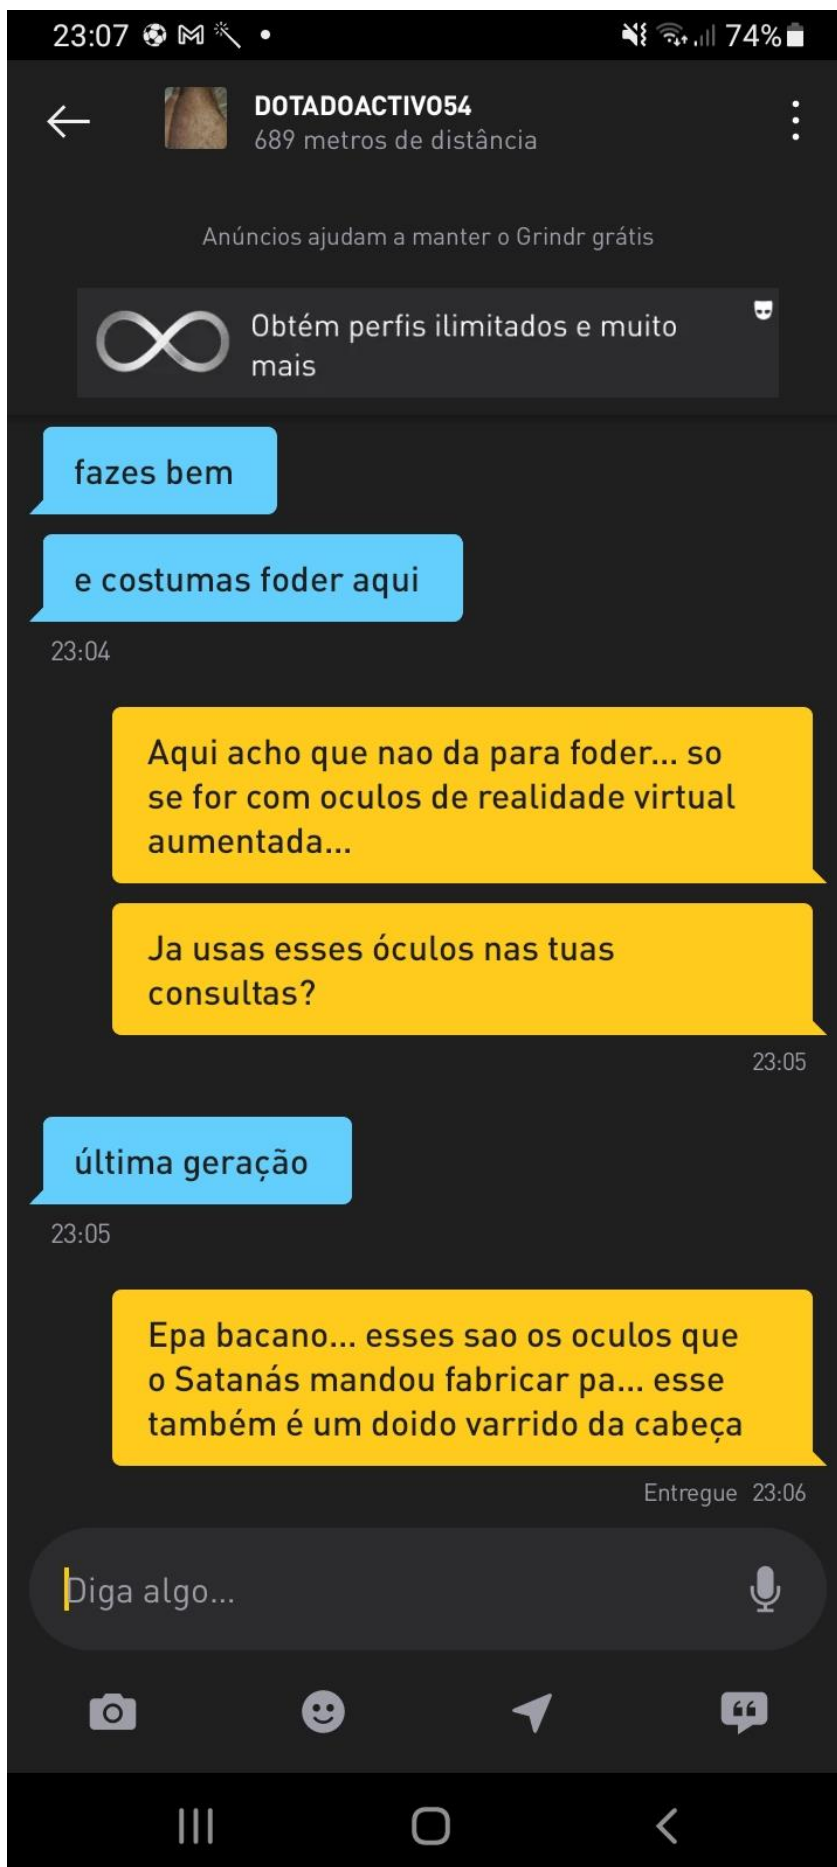 23:07
74%
DOTADOACTIVO54
689 metros de distância
Anúncios ajudam a manter o Grindr grátis
Obtém perfis ilimitados e muito
mais
fazes bem
e costumas foder aqui
23:04
Aqui acho que nao da para foder... so
se for com oculos de realidade virtual
aumentada...
Ja usas esses óculos nas tuas
consultas?
23:05
última geração
23:05
Epa bacano... esses sao os oculos que
o Satanás mandou fabricar pa... esse
também é um doido varrido da cabeça
Entregue 23:06
Diga algo...